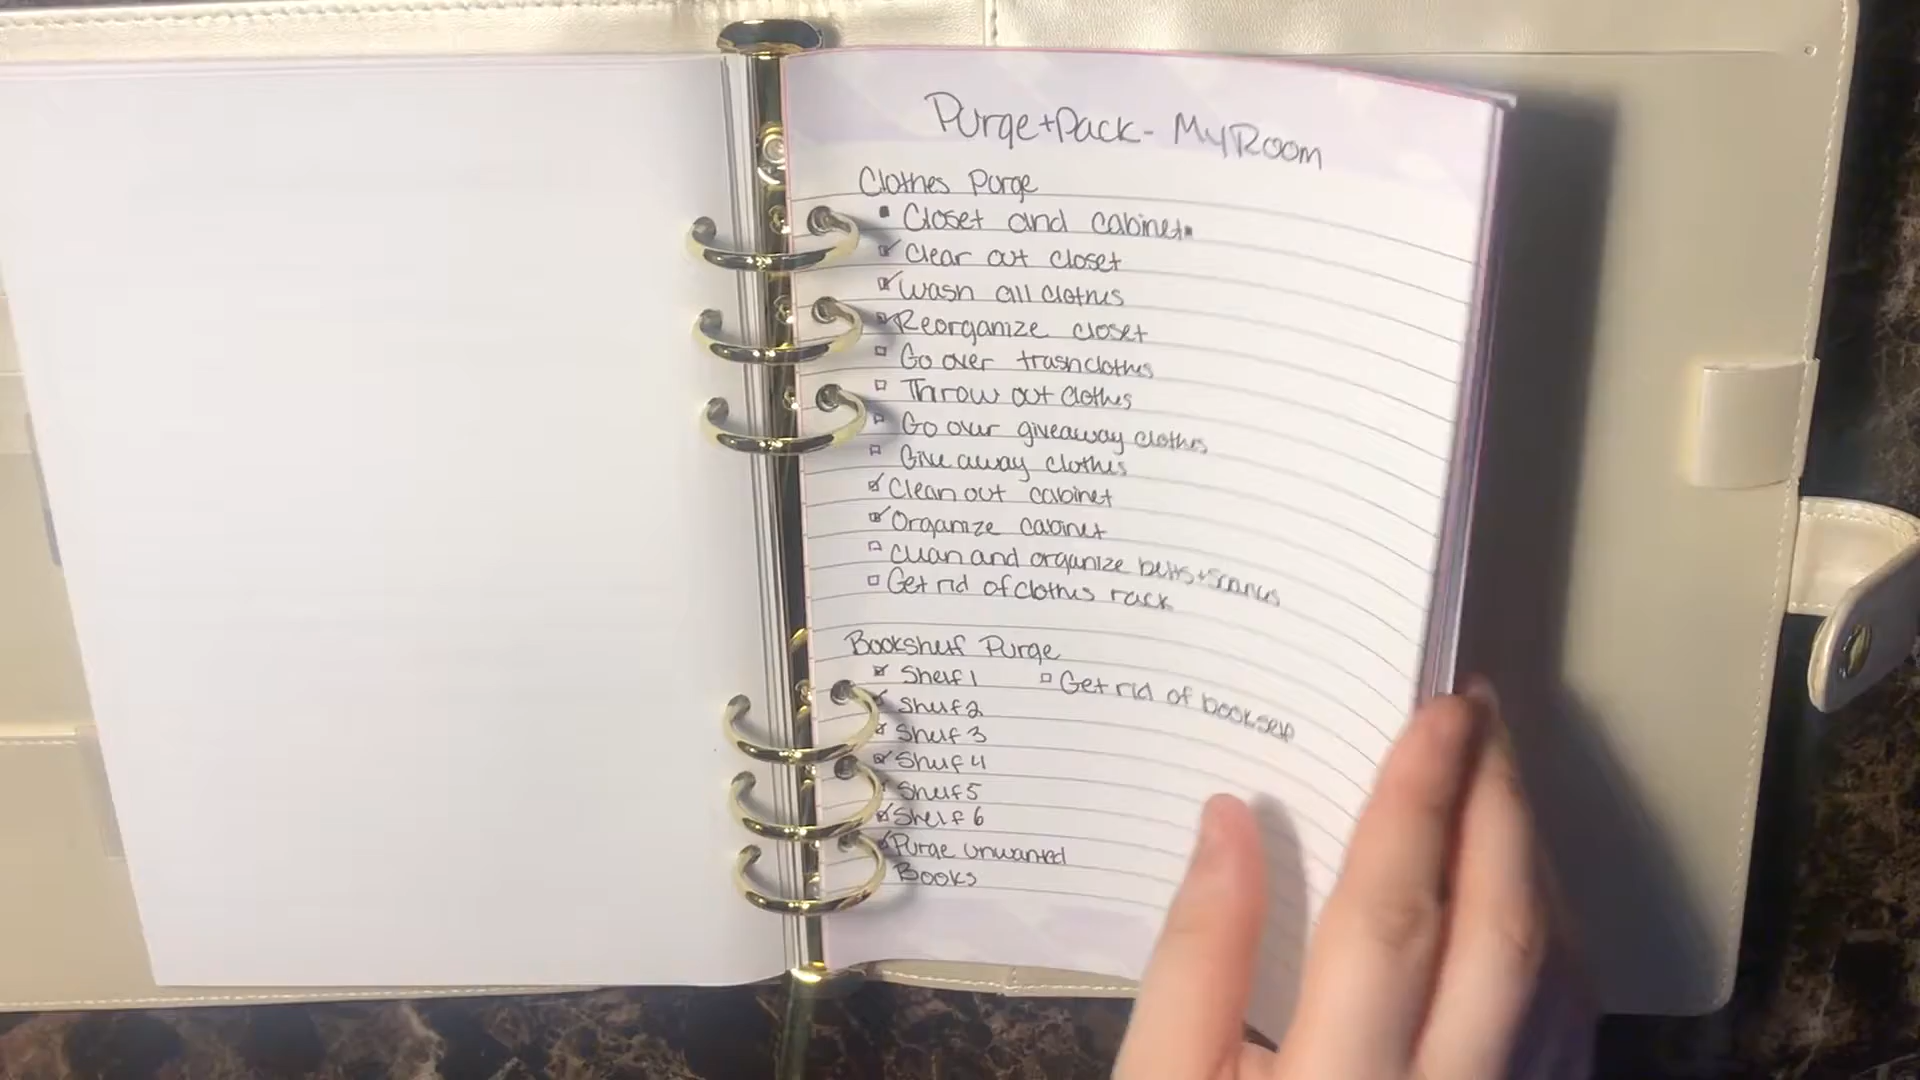 Purge+Pack- My Room
Clothes Purge
Closet and cabinet
Clear out closet
Wash all clothes
Reorganize closet
Go over trash clothes
Throw out clothes
Go over giveaway clothes
Give away clothes
Clean out cabinet
Organize cabinet
Clean and organize belts+scarves
Get rid of clothes rack
Bookshelf Purge
Shelf 1
Get rid of bookself
Shelf 2
Shelf 3
Shelf 4
Shelf 5
Shelf 6
Purge unwanted
Books